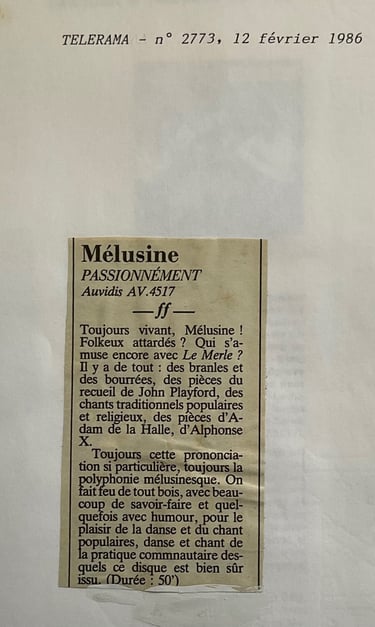 TELERAMA - n° 2773, 12 février 1986
Mélusine
PASSIONNÉMENT
Auvidis AV.4517
— ff —
Toujours vivant, Mélusine !
Folkeux attardés ? Qui s'a-
muse encore avec Le Merle ?
Il y a de tout : des branles et
des bourrées, des pièces du
recueil de John Playford, des
chants traditionnels populaires
et religieux, des pièces d'A-
dam de la Halle, d'Alphonse
X.
Toujours cette prononcia-
tion si particulière, toujours la
polyphonie mélusinesque. On
fait feu de tout bois, avec beau-
coup de savoir-faire et quel-
quefois avec humour, pour le
plaisir de la danse et du chant
populaires, danse et chant de
la pratique commnautaire des-
quels ce disque est bien sûr
issu. (Durée : 50')